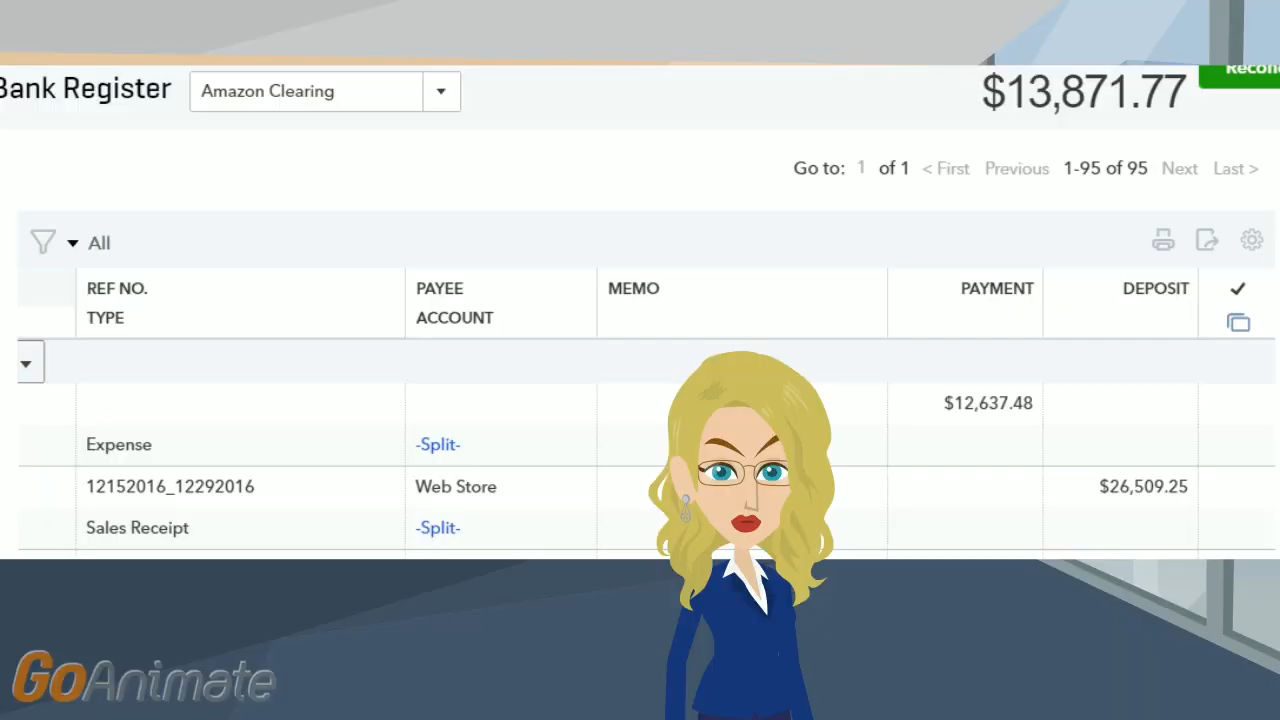 Bank Register Amazon Clearing $13,871.77 Recon
Go to: 1 of 1 < First Previous 1-95 of 95 Next Last >
All
REF NO. PAYEE MEMO PAYMENT DEPOSIT
TYPE ACCOUNT
$12,637.48
Expense -Split-
12152016_12292016 Web Store $26,509.25
Sales Receipt -Split-
GoAnimate